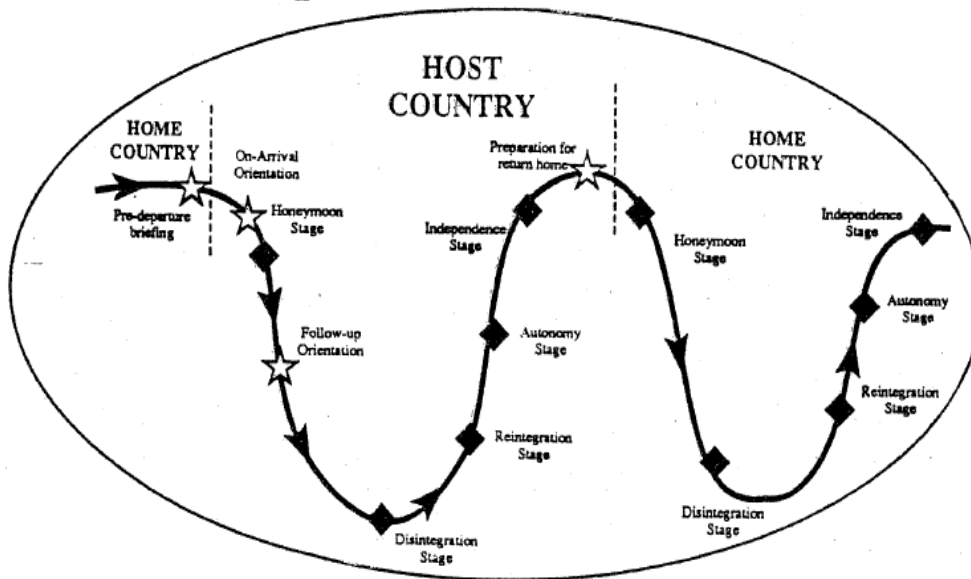 HOST
COUNTRY
HOME
COUNTRY
On-Arrival
Orientation
Pre-departure
briefing
Honeymoon
Stage
Follow-up
Orientation
Disintegration
Stage
Reintegration
Stage
Autonomy
Stage
Independence
Stage
Preparation for
return home
HOME
COUNTRY
Honeymoon
Stage
Disintegration
Stage
Reintegration
Stage
Autonomy
Stage
Independence
Stage